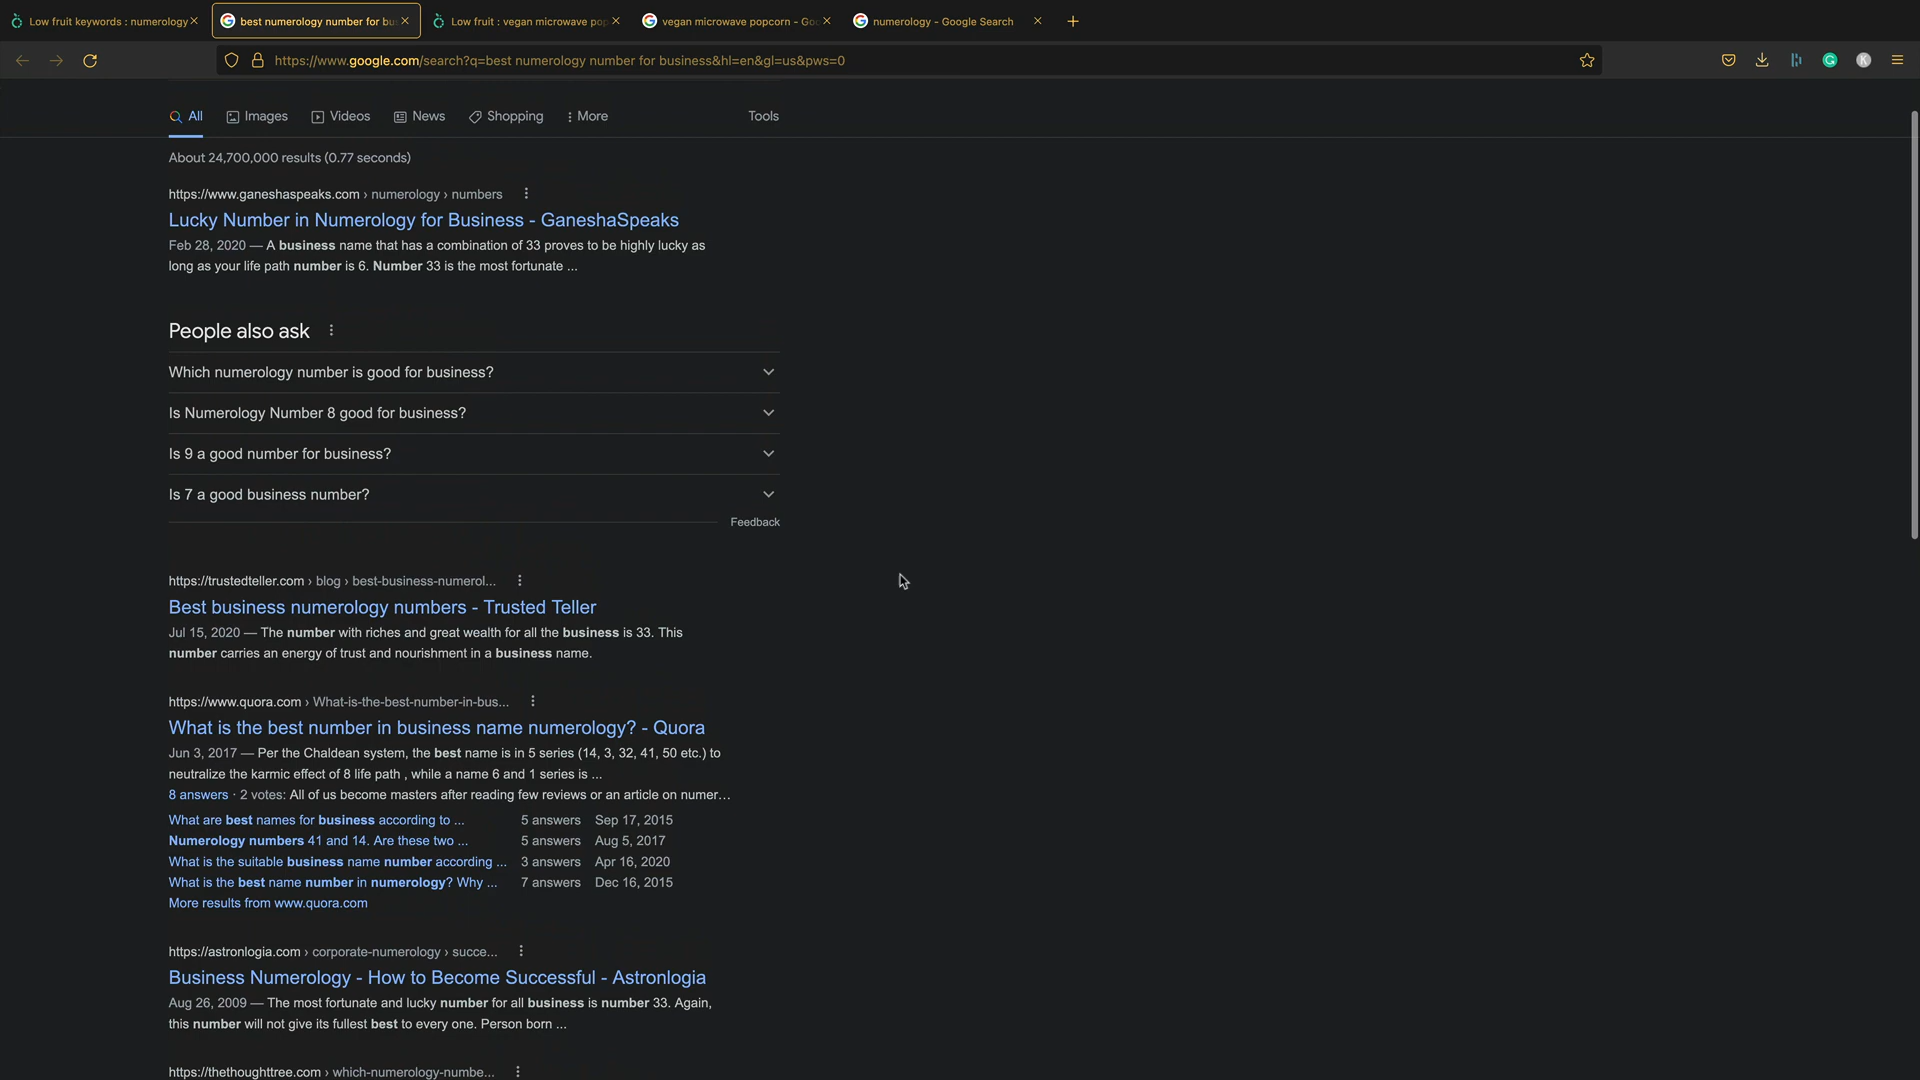 Low fruit keywords : numerology
best numerology number for bu
Low fruit : vegan microwave pop
vegan microwave popcorn - Goo
numerology - Google Search
https://www.google.com/search?q=best numerology number for business&hl=en&gl=us&pws=0
All
Images
Videos
News
Shopping
More
Tools
About 24,700,000 results (0.77 seconds)
https://www.ganeshaspeaks.com › numerology › numbers
Lucky Number in Numerology for Business - GaneshaSpeaks
Feb 28, 2020 — A business name that has a combination of 33 proves to be highly lucky as
long as your life path number is 6. Number 33 is the most fortunate ...
People also ask
Which numerology number is good for business?
Is Numerology Number 8 good for business?
Is 9 a good number for business?
Is 7 a good business number?
Feedback
https://trustedteller.com › blog › best-business-numerol...
Best business numerology numbers - Trusted Teller
Jul 15, 2020 — The number with riches and great wealth for all the business is 33. This
number carries an energy of trust and nourishment in a business name.
https://www.quora.com › What-is-the-best-number-in-bus...
What is the best number in business name numerology? - Quora
Jun 3, 2017 — Per the Chaldean system, the best name is in 5 series (14, 3, 32, 41, 50 etc.) to
neutralize the karmic effect of 8 life path , while a name 6 and 1 series is ...
8 answers · 2 votes: All of us become masters after reading few reviews or an article on numer...
What are best names for business according to ... 5 answers Sep 17, 2015
Numerology numbers 41 and 14. Are these two ... 5 answers Aug 5, 2017
What is the suitable business name number according ... 3 answers Apr 16, 2020
What is the best name number in numerology? Why ... 7 answers Dec 16, 2015
More results from www.quora.com
https://astronlogia.com › corporate-numerology › succe...
Business Numerology - How to Become Successful - Astronlogia
Aug 26, 2009 — The most fortunate and lucky number for all business is number 33. Again,
this number will not give its fullest best to every one. Person born ...
https://thethoughttree.com › which-numerology-numbe...